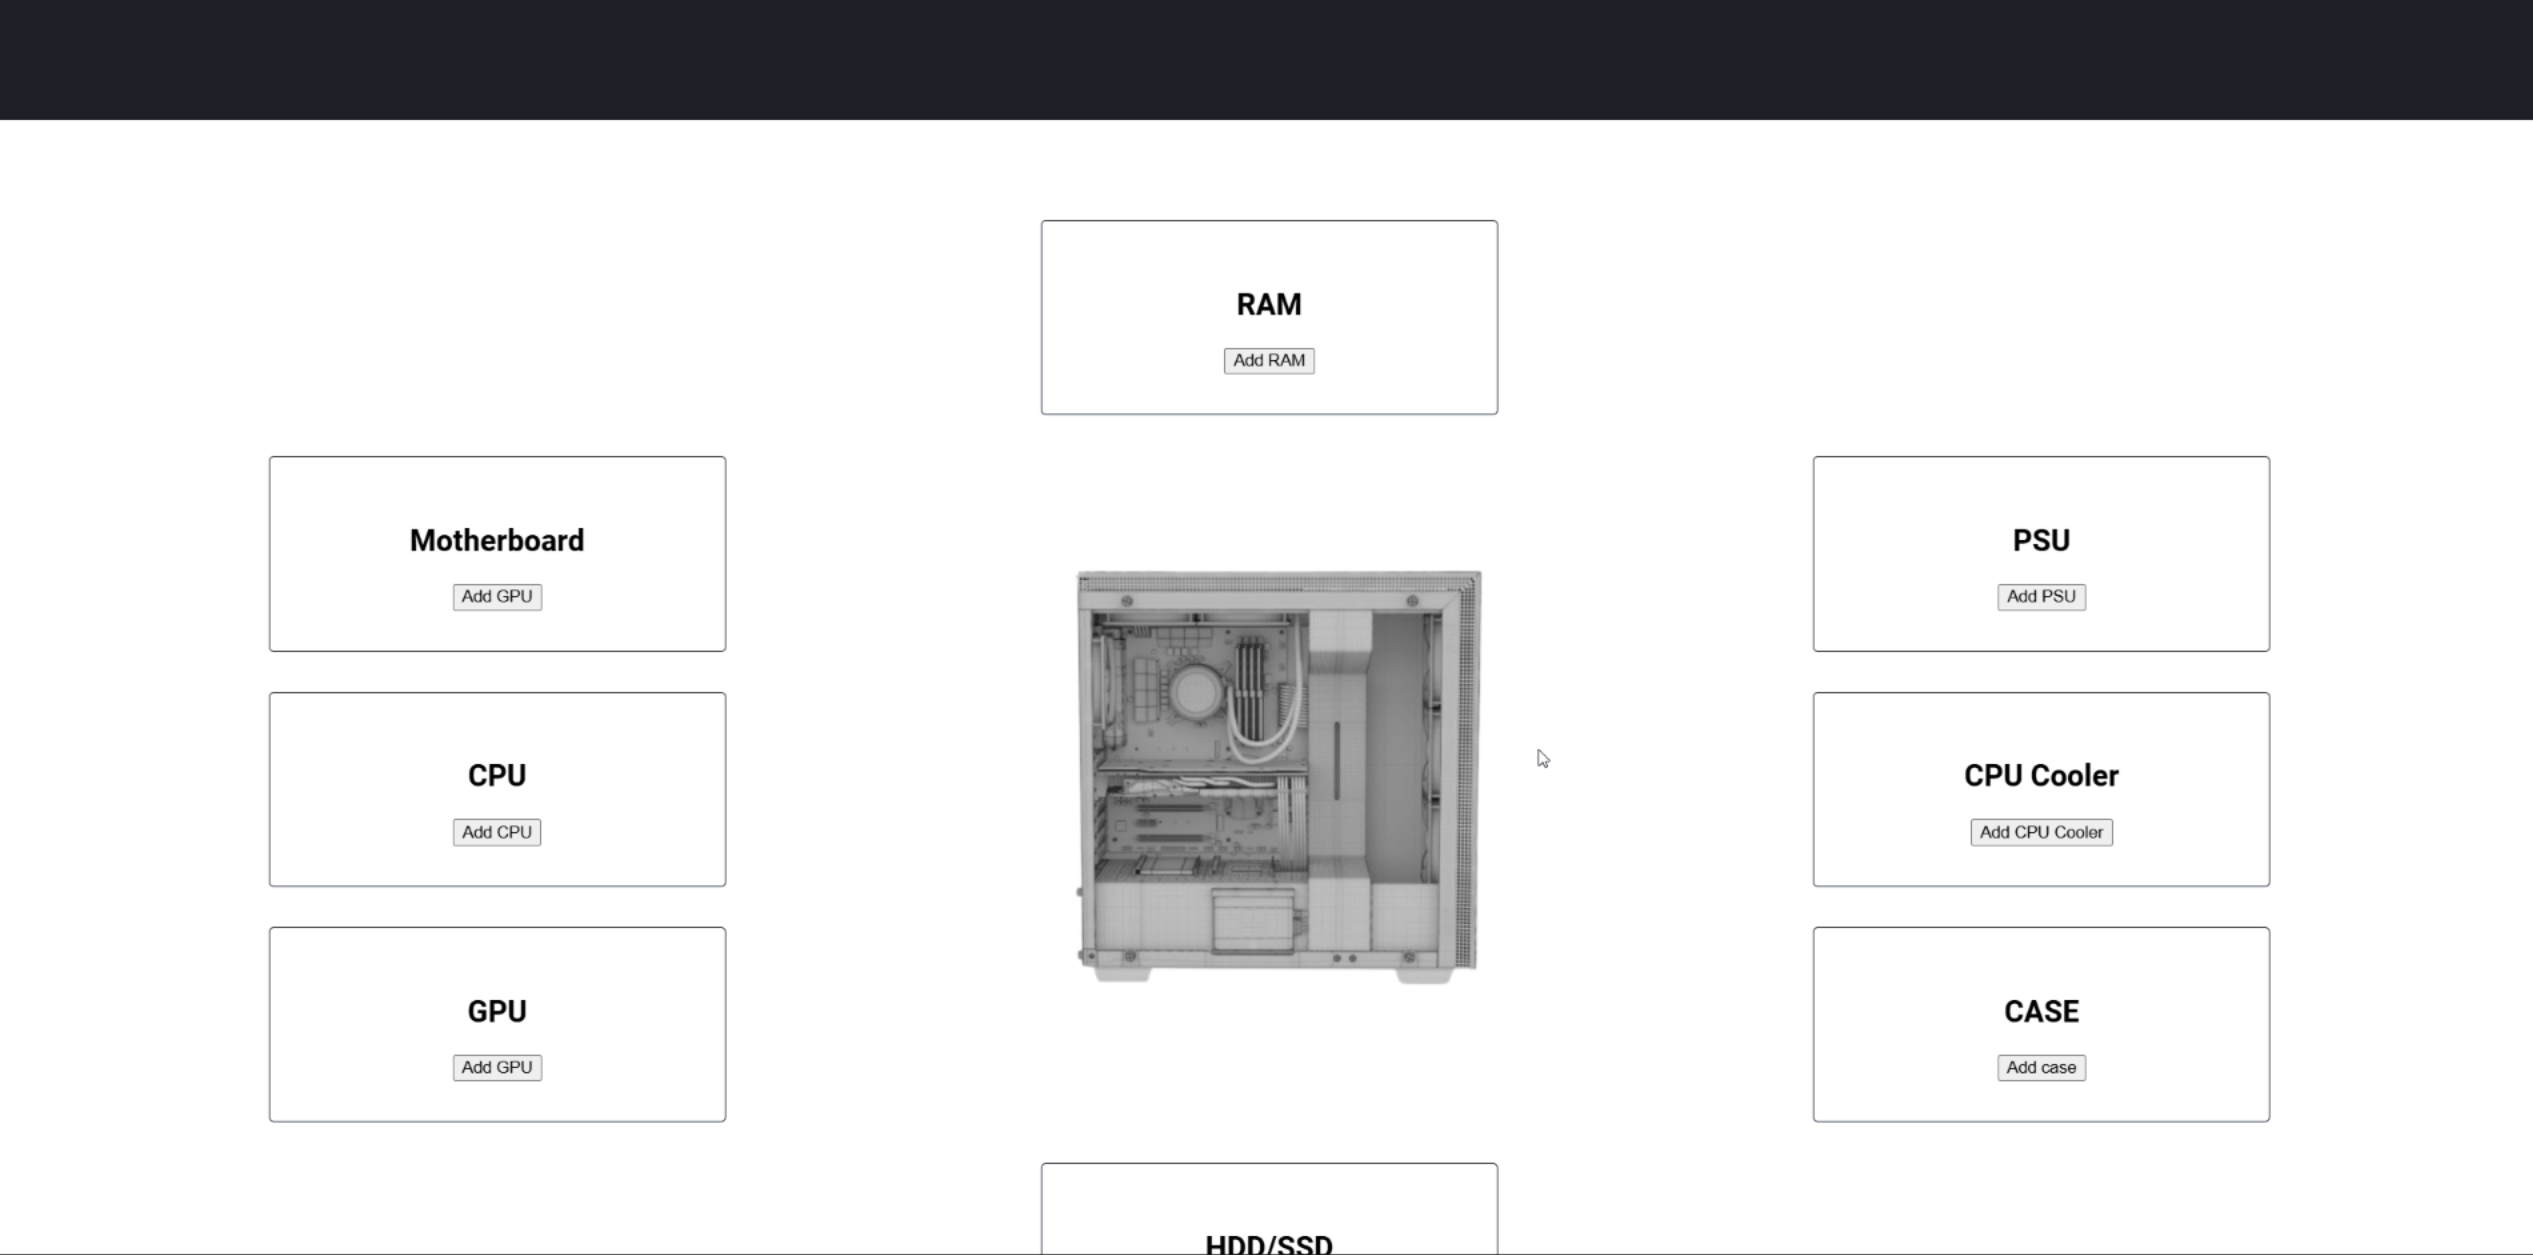 RAM
Add RAM
Motherboard
Add GPU
PSU
Add PSU
CPU
Add CPU
CPU Cooler
Add CPU Cooler
GPU
Add GPU
CASE
Add case
HDD/SSD